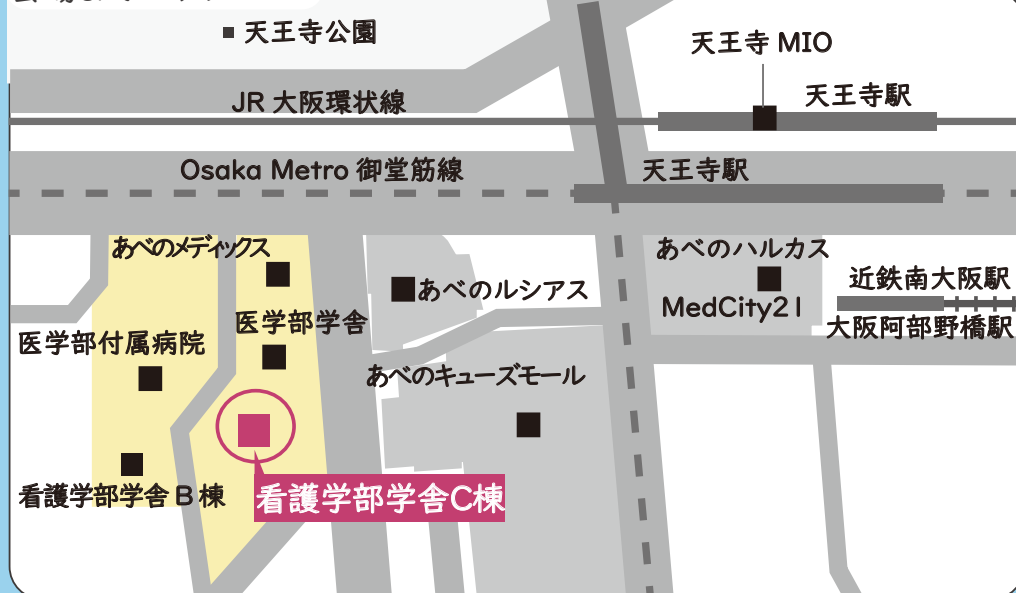 天王寺公園
天王寺 MIO
天王寺駅
JR 大阪環状線
Osaka Metro 御堂筋線
天王寺駅
あべのメディックス
あべのハルカス
近鉄南大阪駅
あべのルシアス
MedCity21
医学部学舎
大阪阿部野橋駅
医学部付属病院
あべのキューズモール
看護学部学舎 B 棟
看護学部学舎C棟